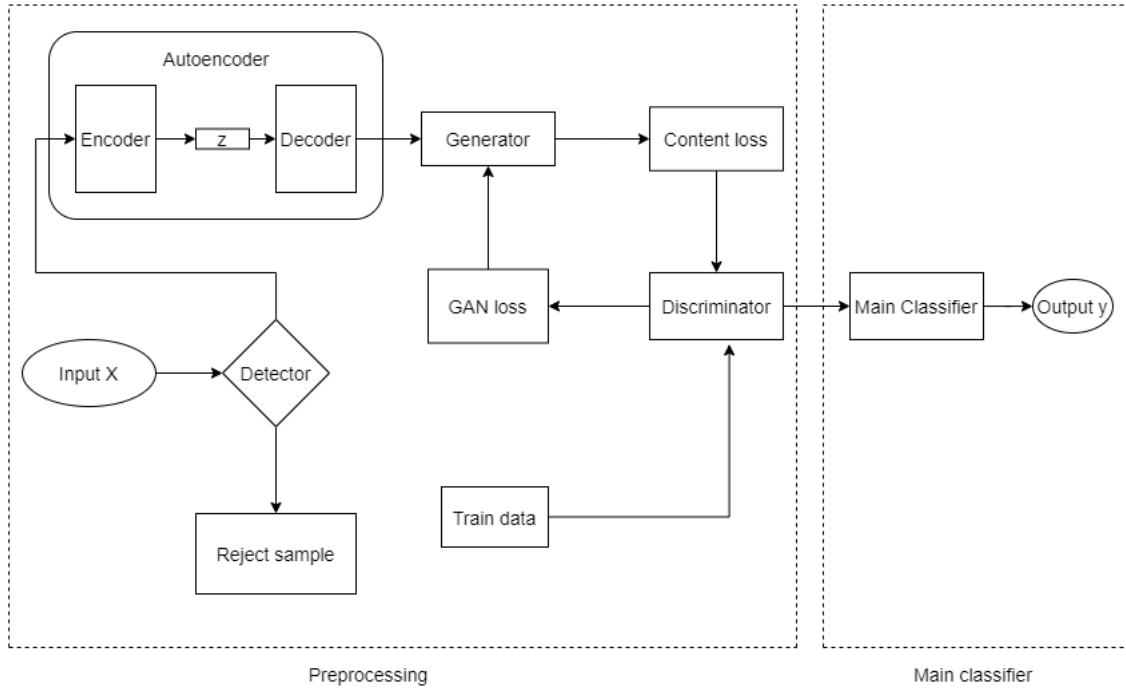 Autoencoder
Encoder
z
Decoder
Generator
Content loss
GAN loss
Discriminator
Main Classifier
Output y
Input X
Detector
Train data
Reject sample
Preprocessing
Main classifier